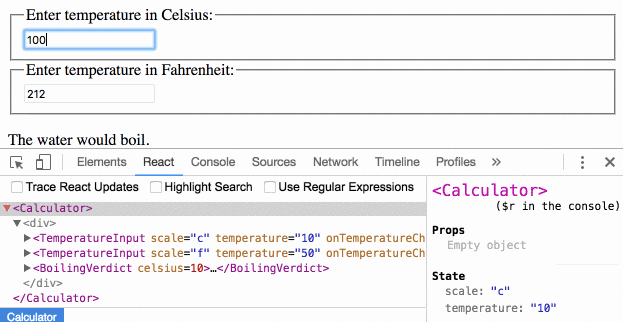 Enter temperature in Celsius:
100
Enter temperature in Fahrenheit:
212
The water would boil.
Elements React Console Sources Network Timeline Profiles »
Trace React Updates Highlight Search Use Regular Expressions
<Calculator>
<div>
<TemperatureInput scale="c" temperature="10" onTemperatureCh
<TemperatureInput scale="f" temperature="50" onTemperatureCh
<BoilingVerdict celsius=10>…</BoilingVerdict>
</div>
</Calculator>
Calculator
<Calculator>
($r in the console)
Props
Empty object
State
scale: "c"
temperature: "10"